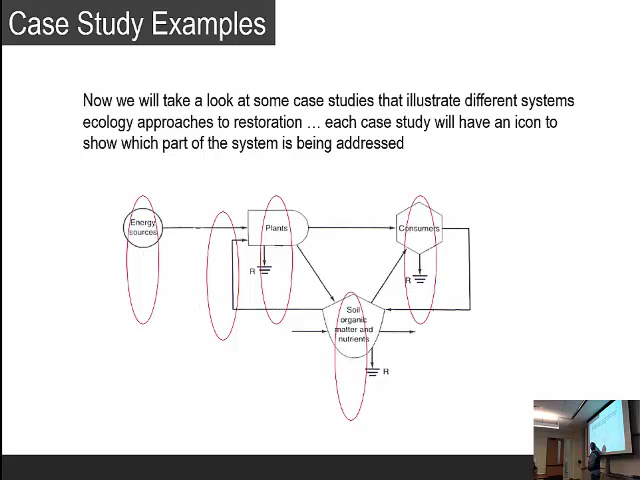 Case Study Examples
Now we will take a look at some case studies that illustrate different systems
ecology approaches to restoration … each case study will have an icon to
show which part of the system is being addressed
Energy
sources
Plants
Consumers
R
R
Soil
organic
matter and
nutrients
R